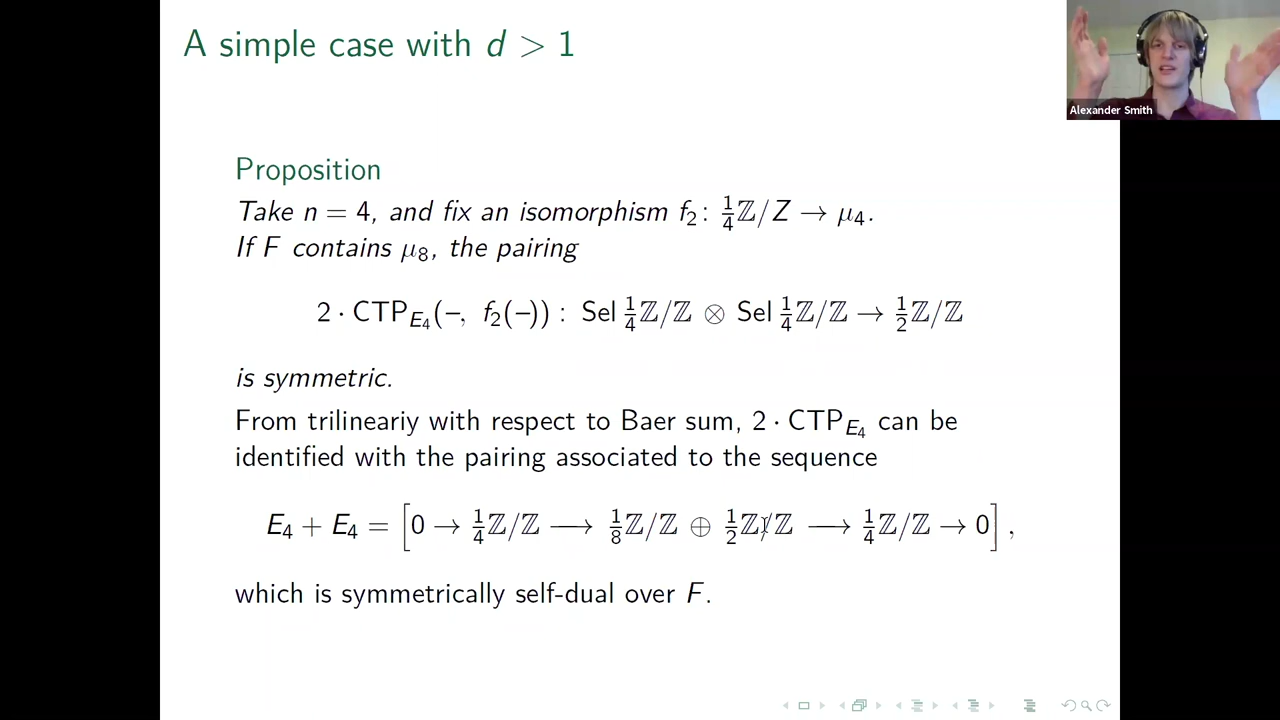 A simple case with d > 1
Alexander Smith
Proposition
Take n = 4, and fix an isomorphism f₂: ¼ℤ/Z → μ₄.
If F contains μ₈, the pairing
2 · CTP_{E₄}(–, f₂(–)) : Sel ¼ℤ/ℤ ⊗ Sel ¼ℤ/ℤ → ½ℤ/ℤ
is symmetric.
From trilineariy with respect to Baer sum, 2 · CTP_{E₄} can be
identified with the pairing associated to the sequence
E₄ + E₄ = [0 → ¼ℤ/ℤ ⟶ ⅛ℤ/ℤ ⊕ ½ℤ/ℤ ⟶ ¼ℤ/ℤ → 0],
which is symmetrically self-dual over F.